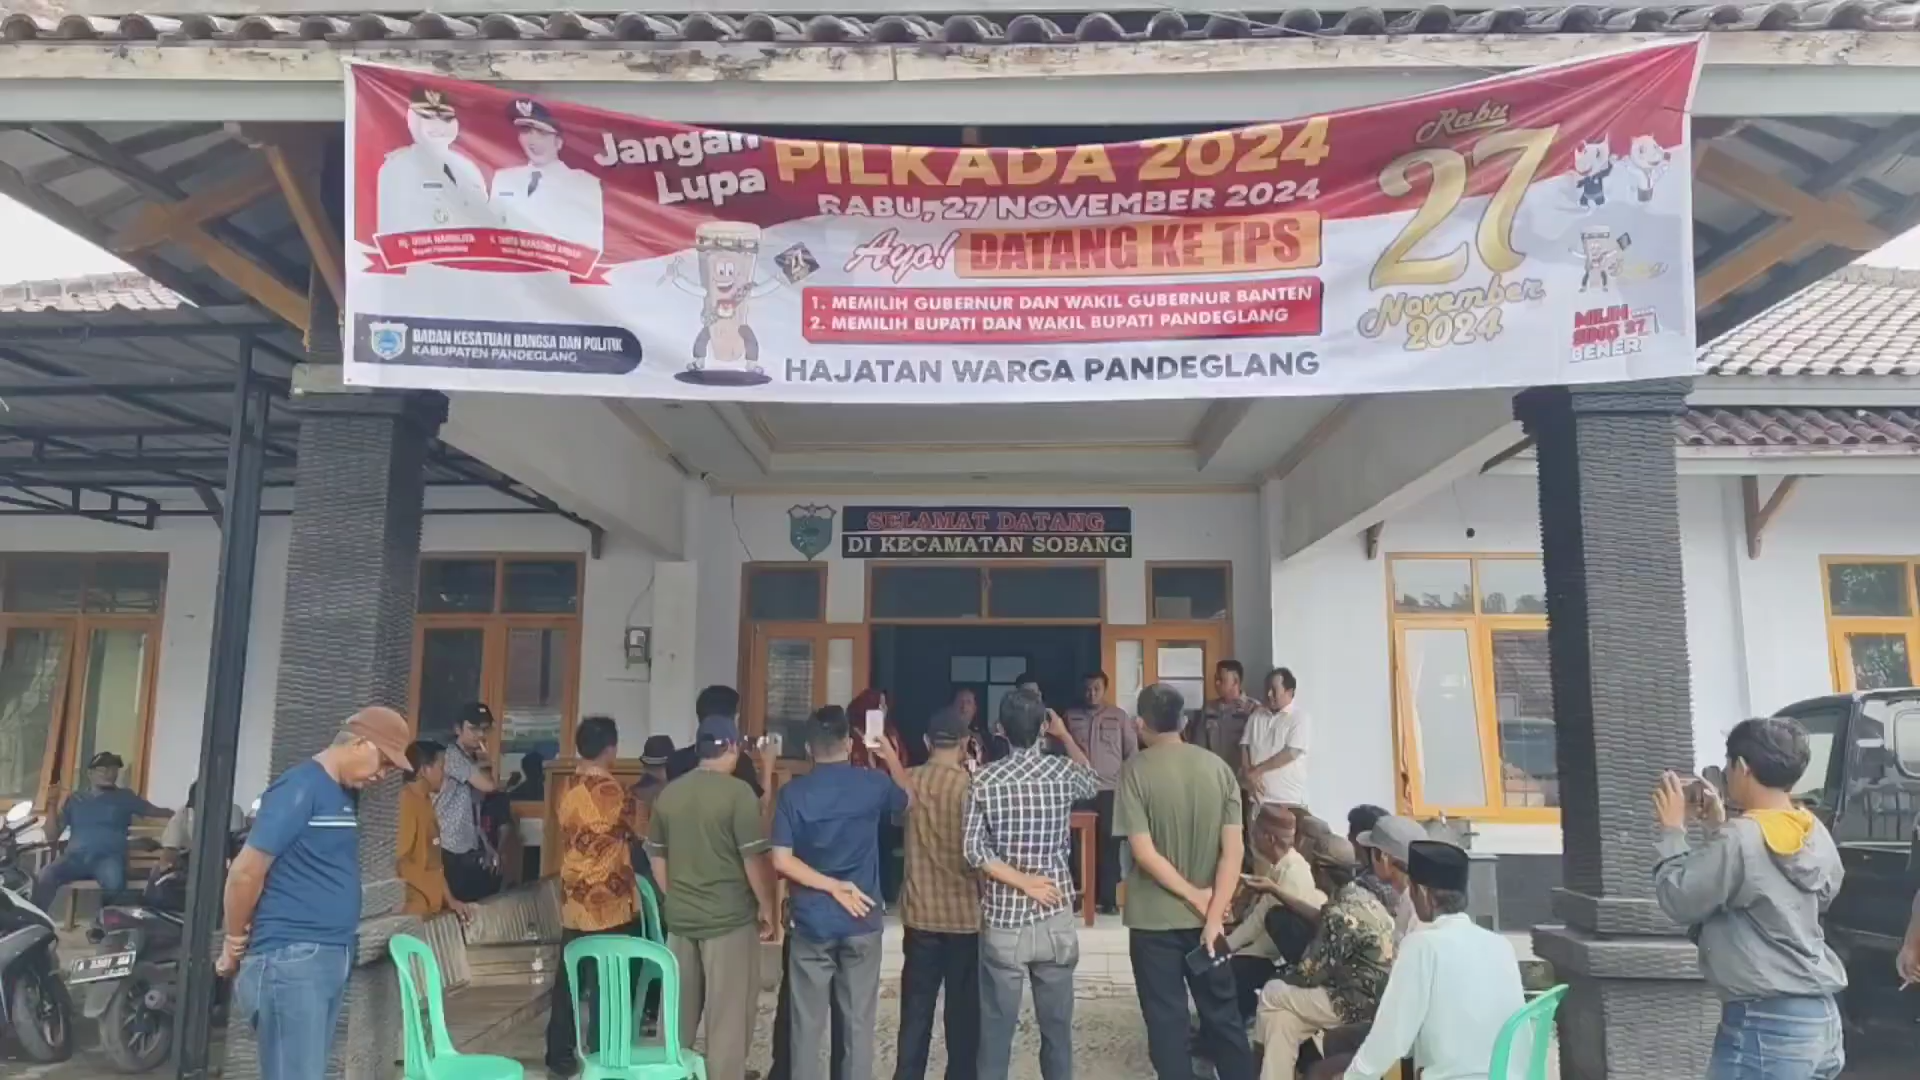 Jangan
Lupa
PILKADA 2024
RABU, 27 NOVEMBER 2024
Ayo! DATANG KE TPS
1. MEMILIH GUBERNUR DAN WAKIL GUBERNUR BANTEN
2. MEMILIH BUPATI DAN WAKIL BUPATI PANDEGLANG
HAJATAN WARGA PANDEGLANG
BADAN KESATUAN BANGSA DAN POLITIK
KABUPATEN PANDEGLANG
Rabu
27
November
2024
MILIH
SING
BENER
SELAMAT DATANG
DI KECAMATAN SOBANG